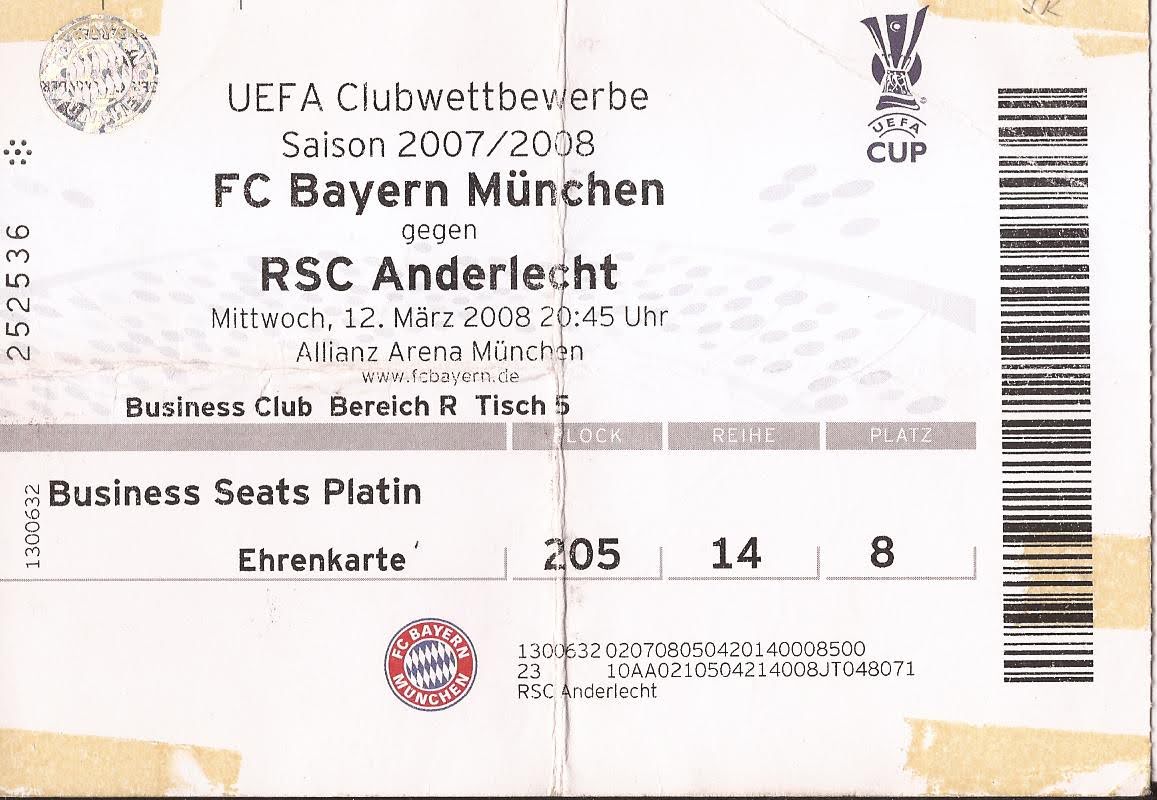 UEFA Clubwettbewerbe
Saison 2007/2008
FC Bayern München
gegen
RSC Anderlecht
Mittwoch, 12. März 2008 20:45 Uhr
Allianz Arena München
www.fcbayern.de
Business Club Bereich R Tisch 5
BLOCK REIHE PLATZ
Business Seats Platin
Ehrenkarte 205 14 8
1300632 020708050420140008500
23 10AA0210504214008JT048071
RSC Anderlecht
FC BAYERN
MÜNCHEN
UEFA
CUP
252536
1300632